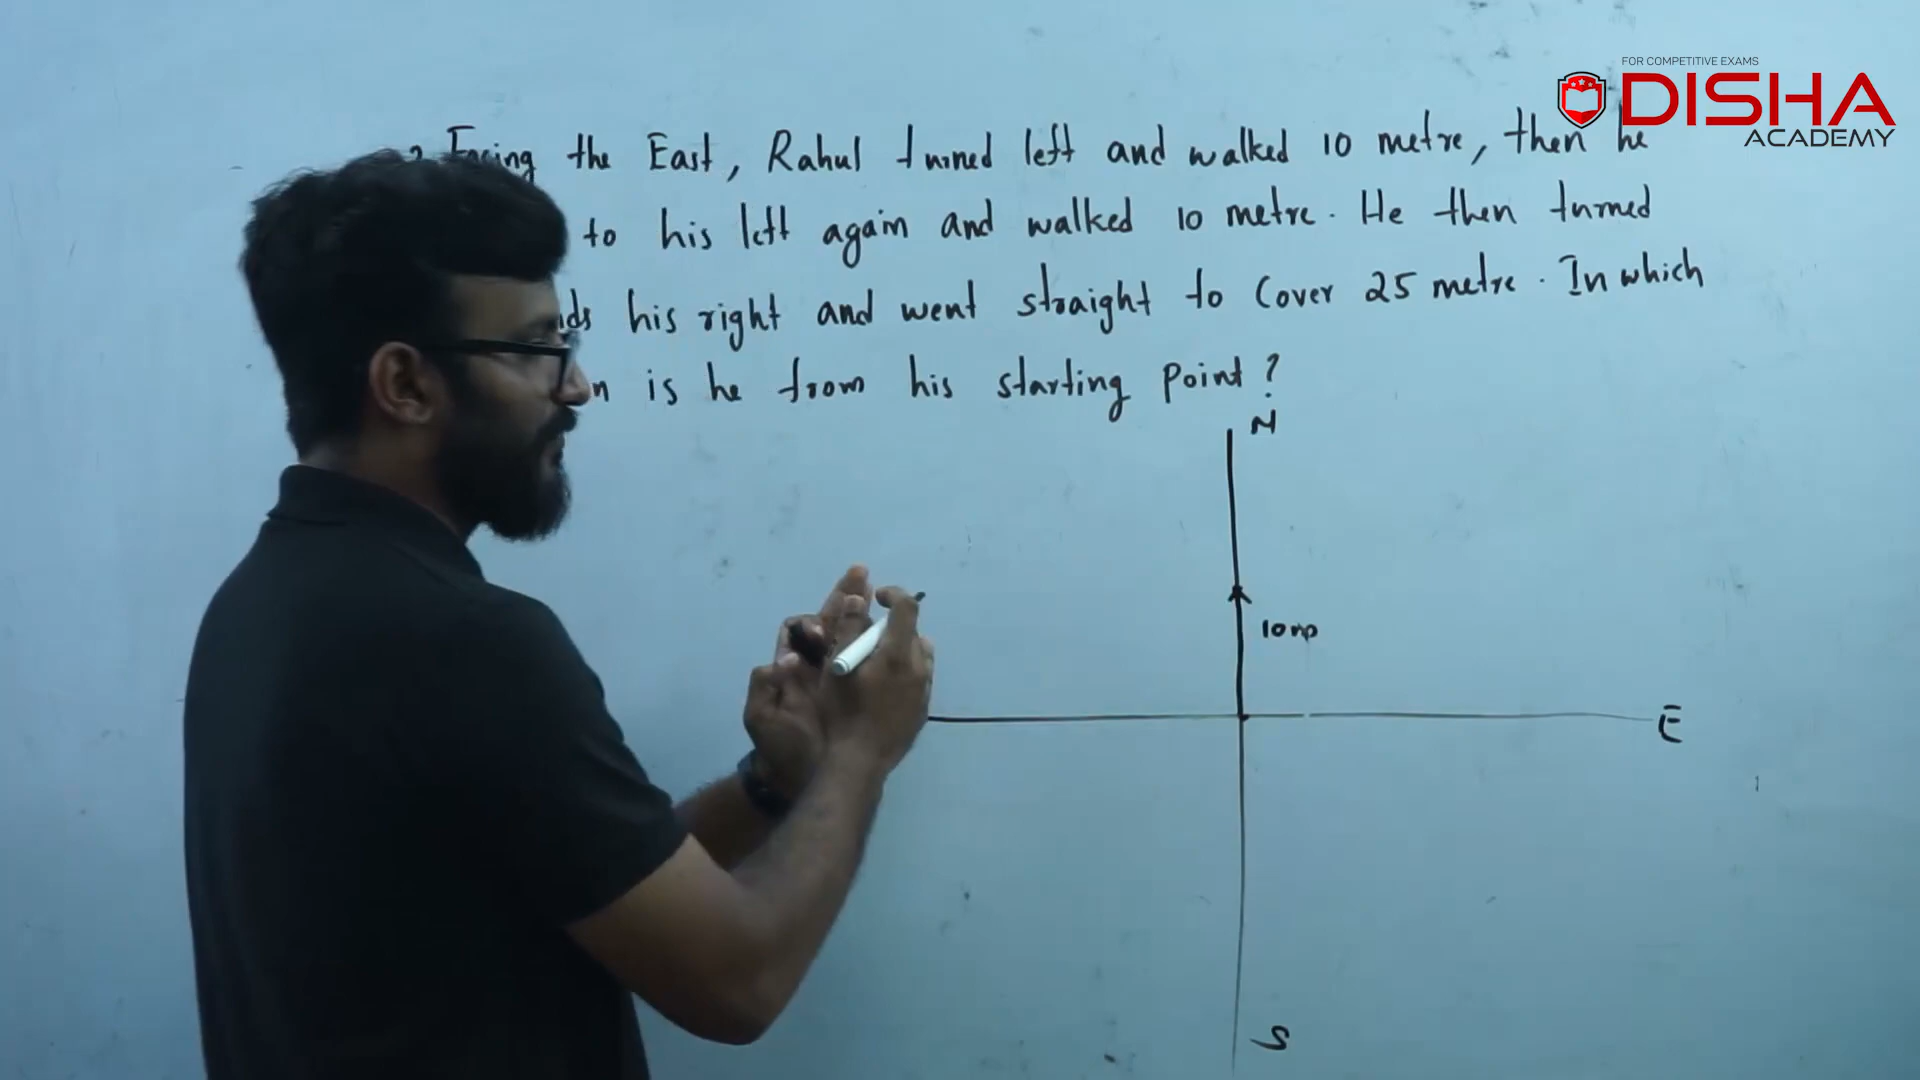 FOR COMPETITIVE EXAMS
DISHA
ACADEMY
Facing the East, Rahul turned left and walked 10 metre, then he
to his left again and walked 10 metre. He then turned
his right and went straight to Cover 25 metre. In which
is he from his starting Point?
N
10m
E
S